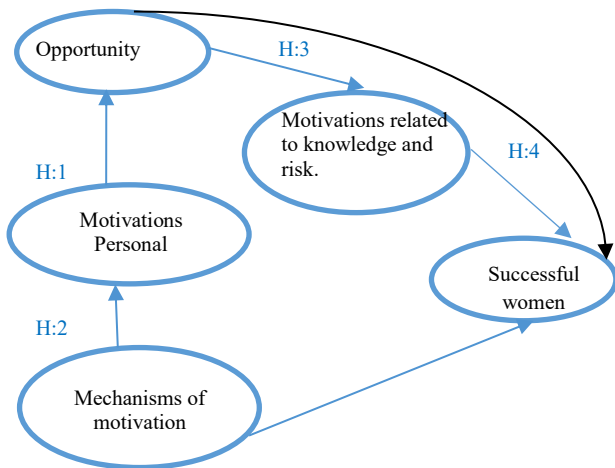 Opportunity
H:3
Motivations related
to knowledge and
risk.
H:4
H:1
Motivations
Personal
Successful
women
H:2
Mechanisms of
motivation